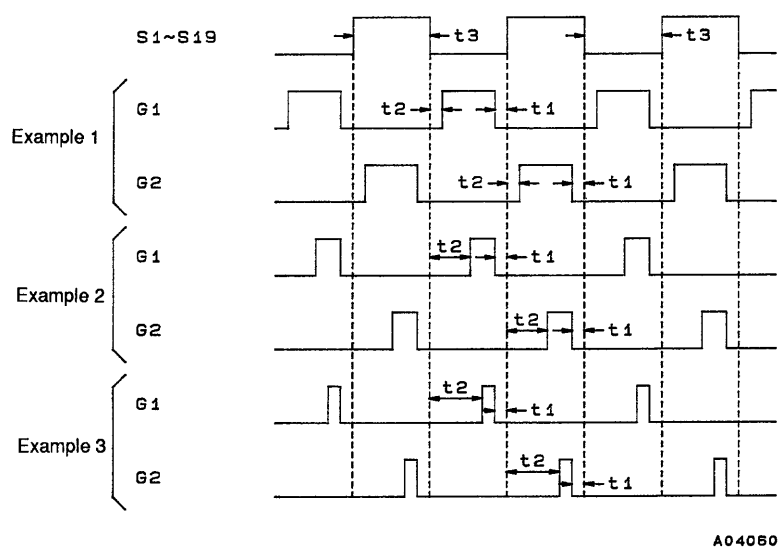 S1~S19 t3 t3
Example 1
G1 t2 t1
G2 t2 t1
Example 2
G1 t2 t1
G2 t2 t1
Example 3
G1 t2 t1
G2 t2 t1
A04060